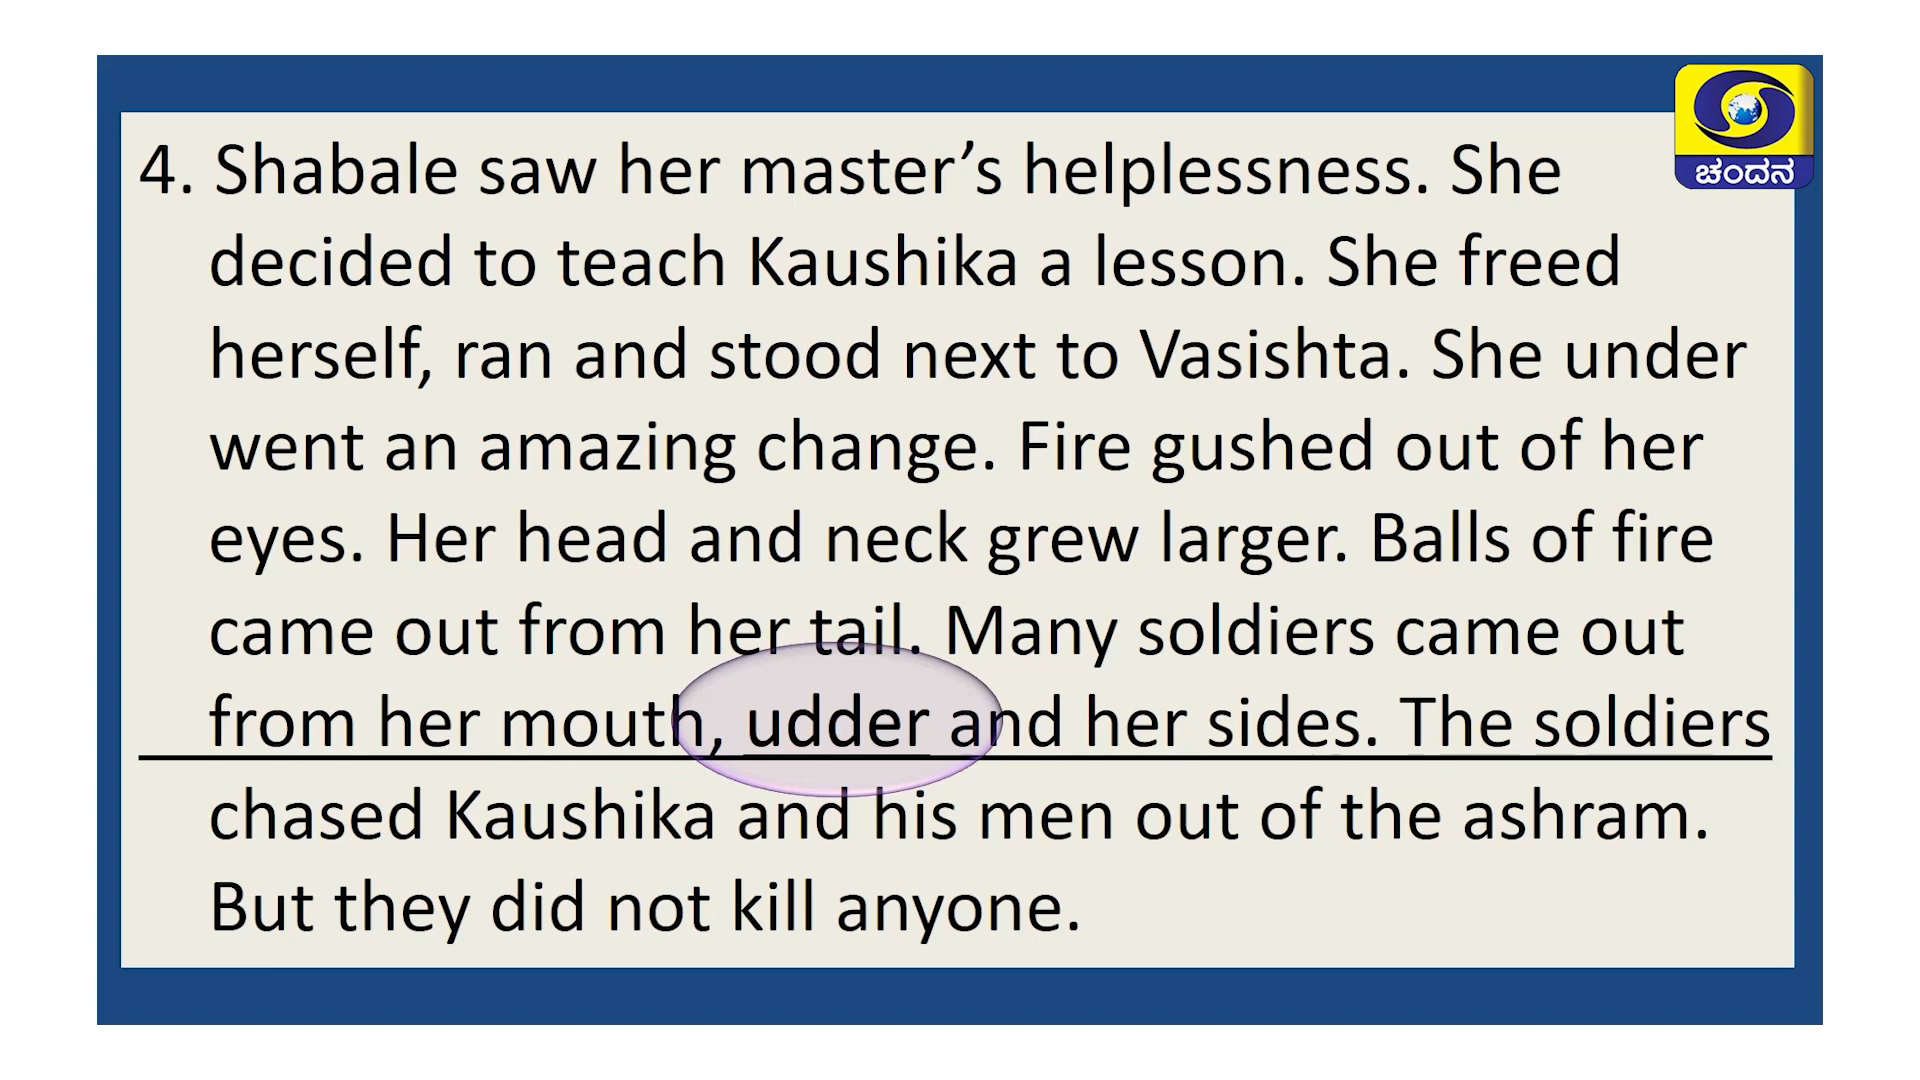 ಚಂದನ
4. Shabale saw her master’s helplessness. She
decided to teach Kaushika a lesson. She freed
herself, ran and stood next to Vasishta. She under
went an amazing change. Fire gushed out of her
eyes. Her head and neck grew larger. Balls of fire
came out from her tail. Many soldiers came out
from her mouth, udder and her sides. The soldiers
chased Kaushika and his men out of the ashram.
But they did not kill anyone.